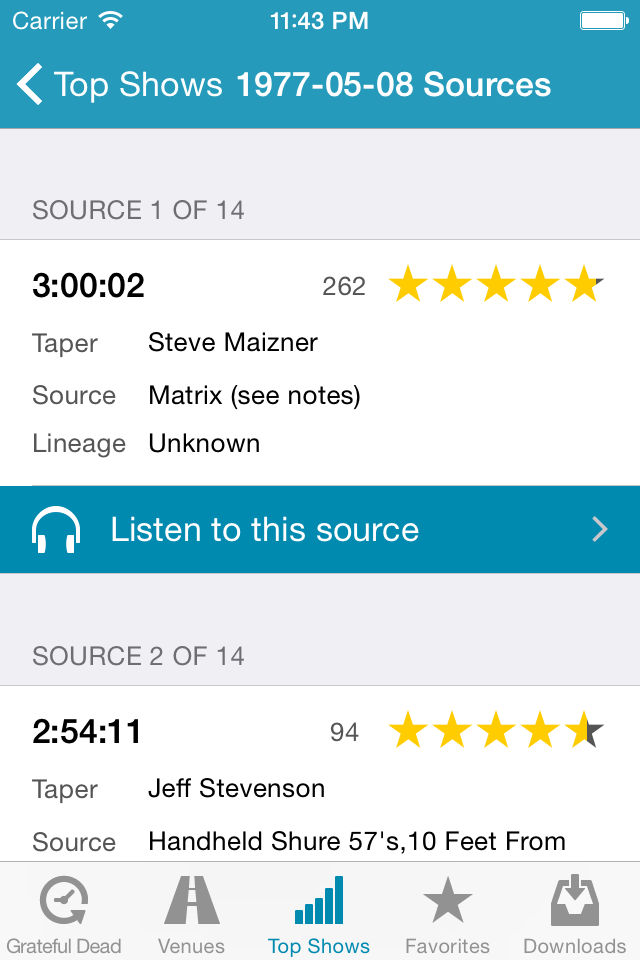 Carrier 11:43 PM
Top Shows 1977-05-08 Sources
SOURCE 1 OF 14
3:00:02 262
Taper Steve Maizner
Source Matrix (see notes)
Lineage Unknown
Listen to this source
SOURCE 2 OF 14
2:54:11 94
Taper Jeff Stevenson
Source Handheld Shure 57's,10 Feet From
Grateful Dead Venues Top Shows Favorites Downloads